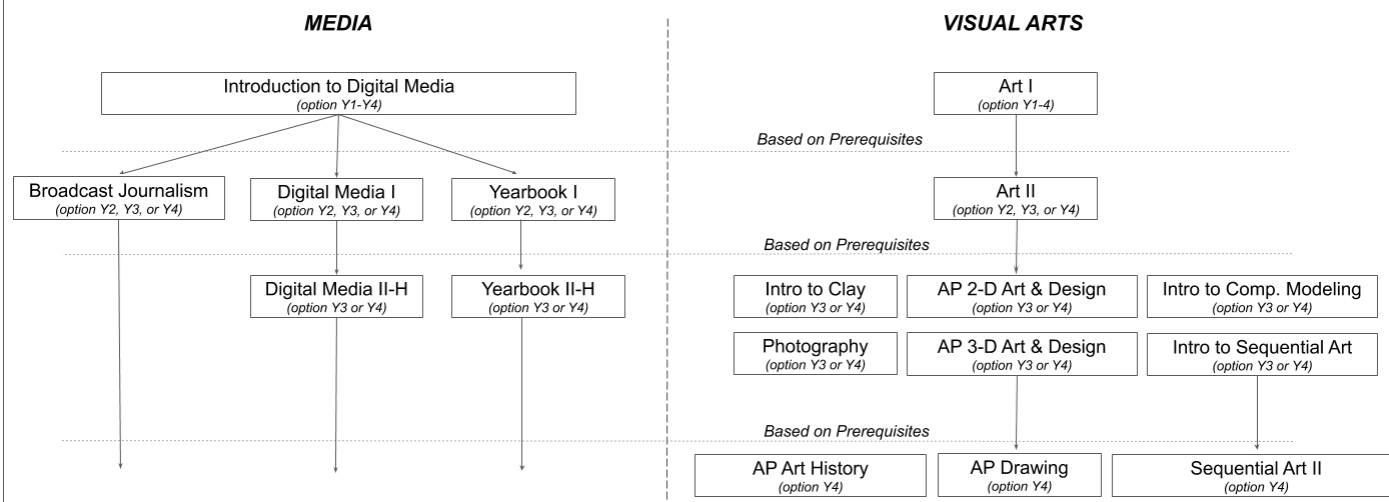 MEDIA
VISUAL ARTS
Introduction to Digital Media
(option Y1-Y4)
Art I
(option Y1-4)
Based on Prerequisites
Broadcast Journalism
(option Y2, Y3, or Y4)
Digital Media I
(option Y2, Y3, or Y4)
Yearbook I
(option Y2, Y3, or Y4)
Art II
(option Y2, Y3, or Y4)
Based on Prerequisites
Digital Media II-H
(option Y3 or Y4)
Yearbook II-H
(option Y3 or Y4)
Intro to Clay
(option Y3 or Y4)
AP 2-D Art & Design
(option Y3 or Y4)
Intro to Comp. Modeling
(option Y3 or Y4)
Photography
(option Y3 or Y4)
AP 3-D Art & Design
(option Y3 or Y4)
Intro to Sequential Art
(option Y3 or Y4)
Based on Prerequisites
AP Art History
(option Y4)
AP Drawing
(option Y4)
Sequential Art II
(option Y4)